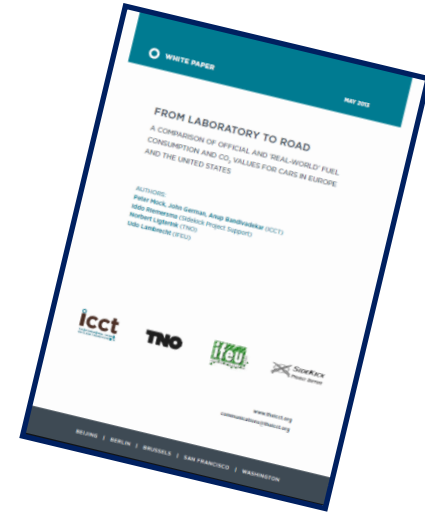 WHITE PAPER
MAY 2013
FROM LABORATORY TO ROAD
A COMPARISON OF OFFICIAL AND 'REAL-WORLD' FUEL
CONSUMPTION AND CO₂ VALUES FOR CARS IN EUROPE
AND THE UNITED STATES
AUTHORS:
Peter Mock, John German, Anup Bandivadekar (ICCT)
Iddo Riemersma (Sidekick Project Support)
Norbert Ligterink (TNO)
Udo Lambrecht (IFEU)
icct
TNO
ifeu
SIDEKICK
PROJECT SUPPORT
www.theicct.org
communications@theicct.org
BEIJING | BERLIN | BRUSSELS | SAN FRANCISCO | WASHINGTON